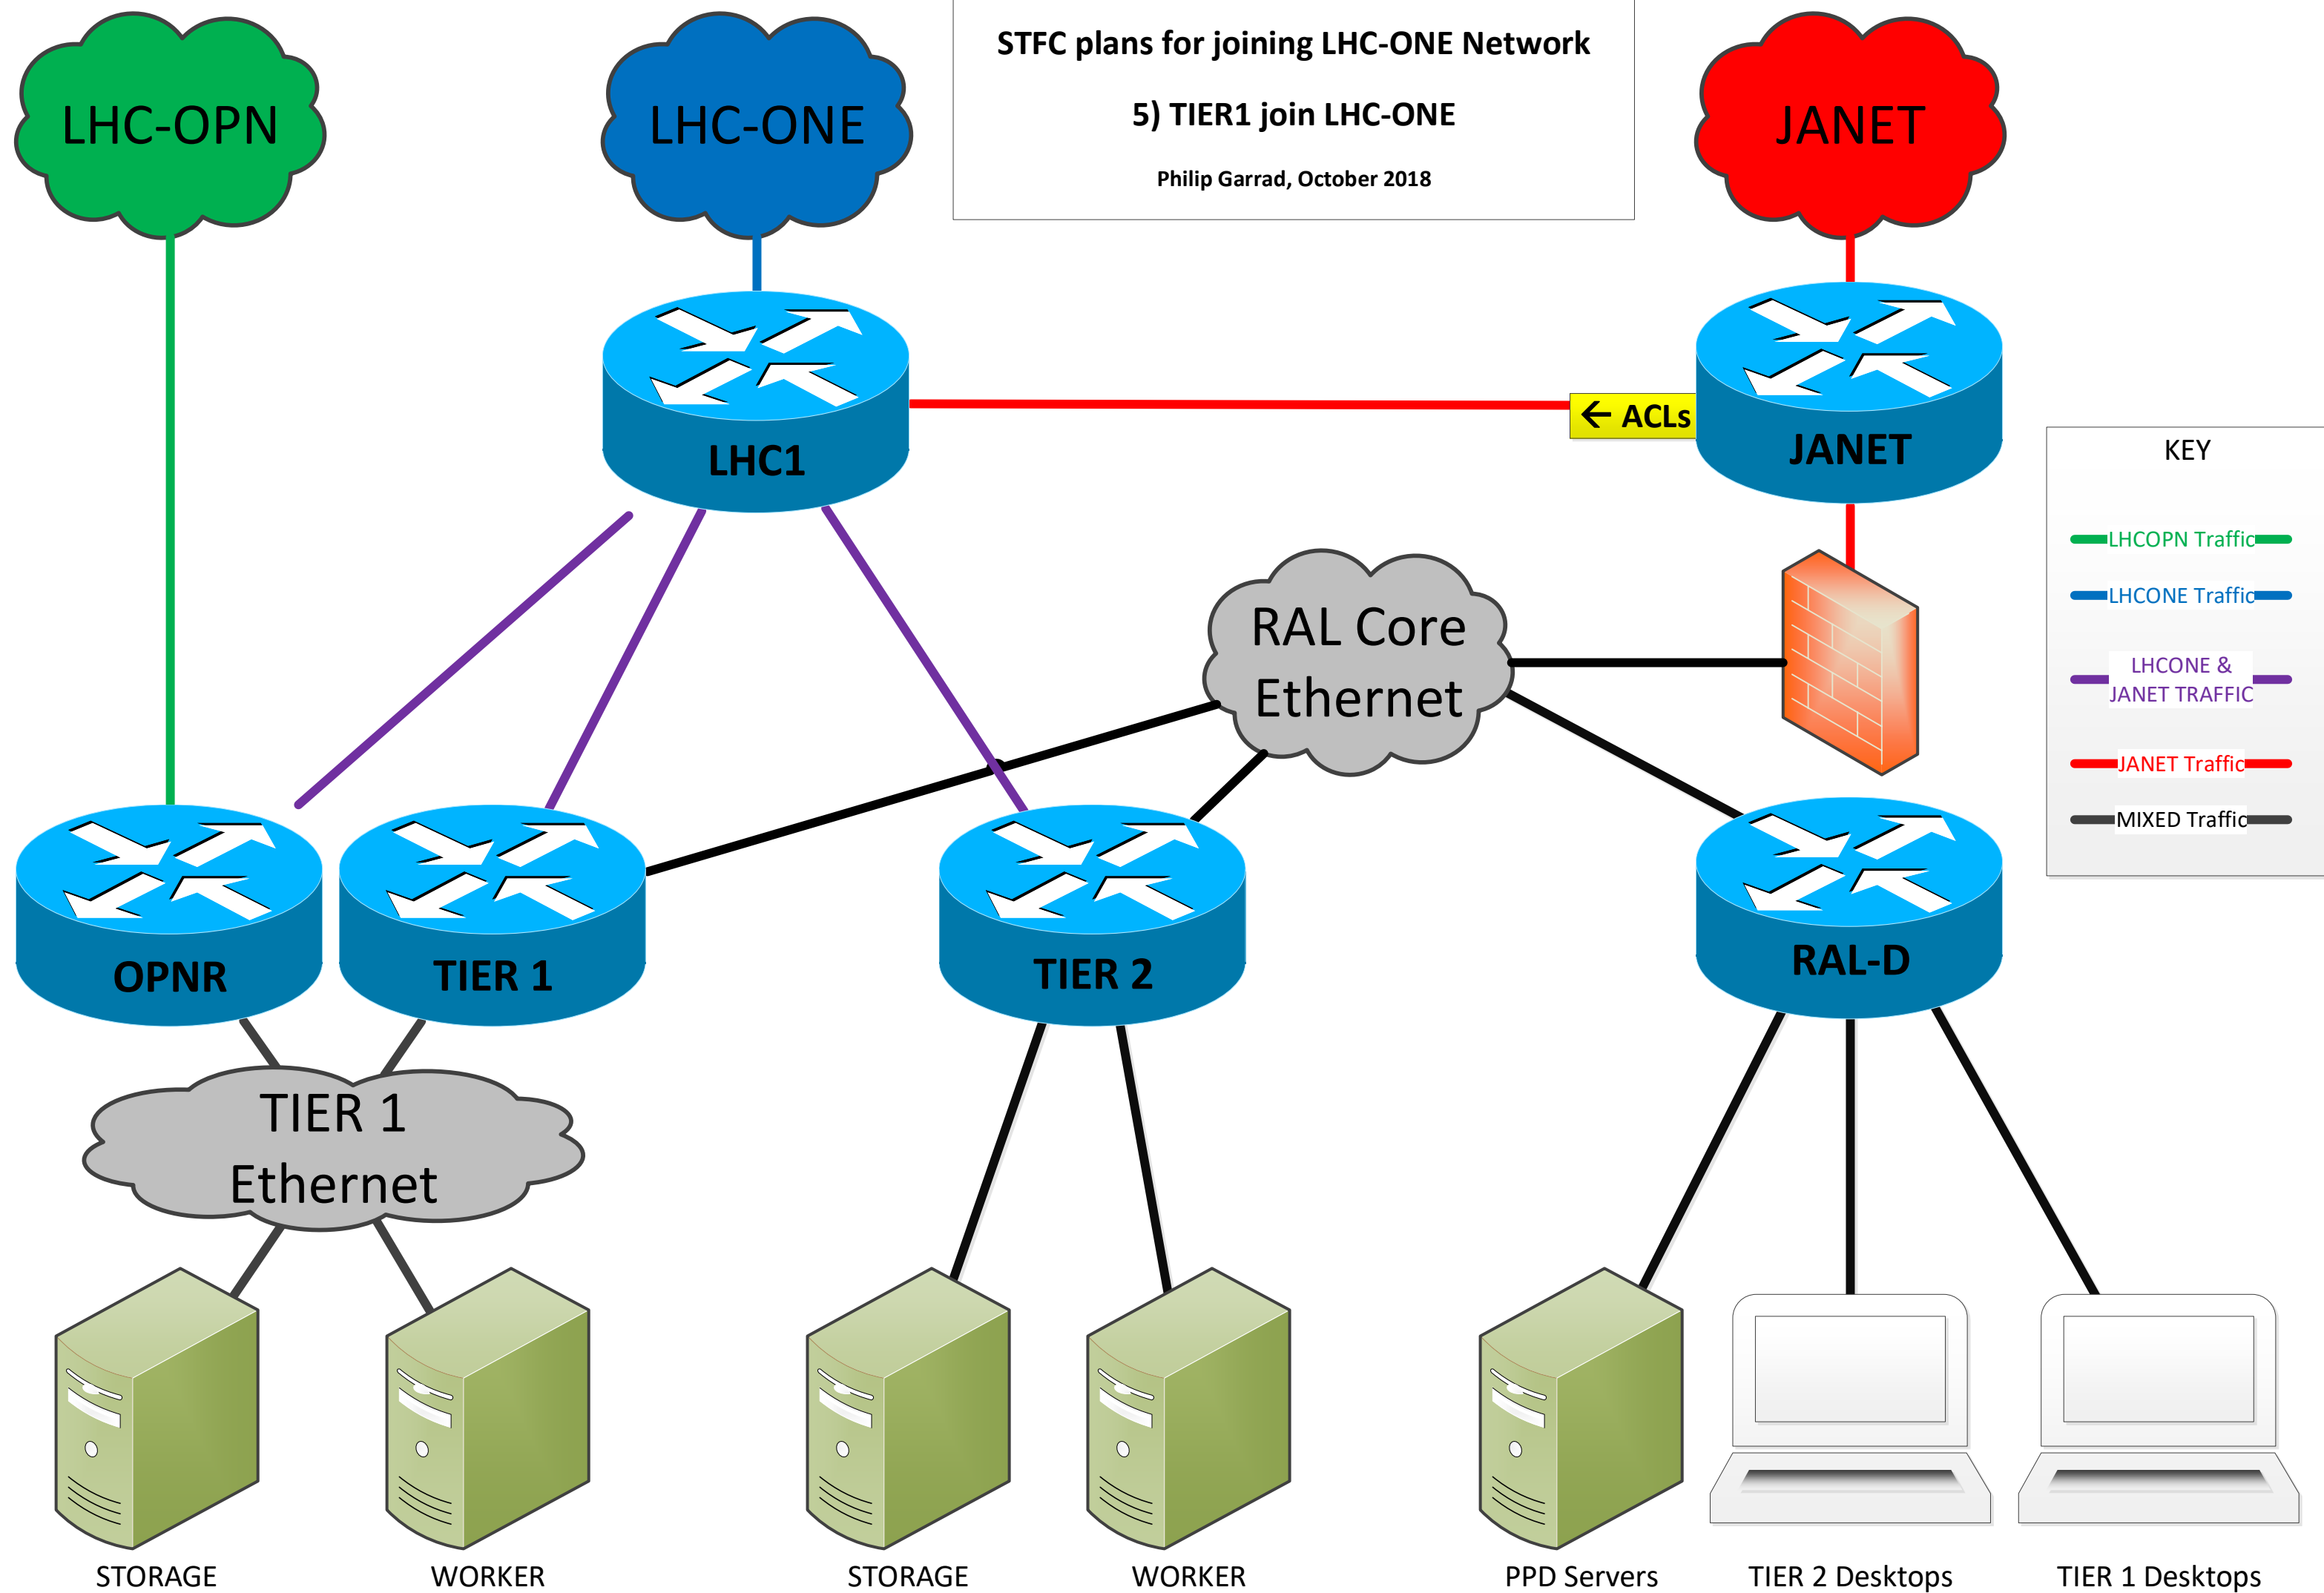 STFC plans for joining LHC-ONE Network
5) TIER1 join LHC-ONE
Philip Garrad, October 2018
LHC-OPN
LHC-ONE
JANET
LHC1
← ACLs
JANET
KEY
LHCOPN Traffic
LHCONE Traffic
LHCONE &
JANET TRAFFIC
JANET Traffic
MIXED Traffic
RAL Core
Ethernet
OPNR
TIER 1
TIER 2
RAL-D
TIER 1
Ethernet
STORAGE
WORKER
STORAGE
WORKER
PPD Servers
TIER 2 Desktops
TIER 1 Desktops